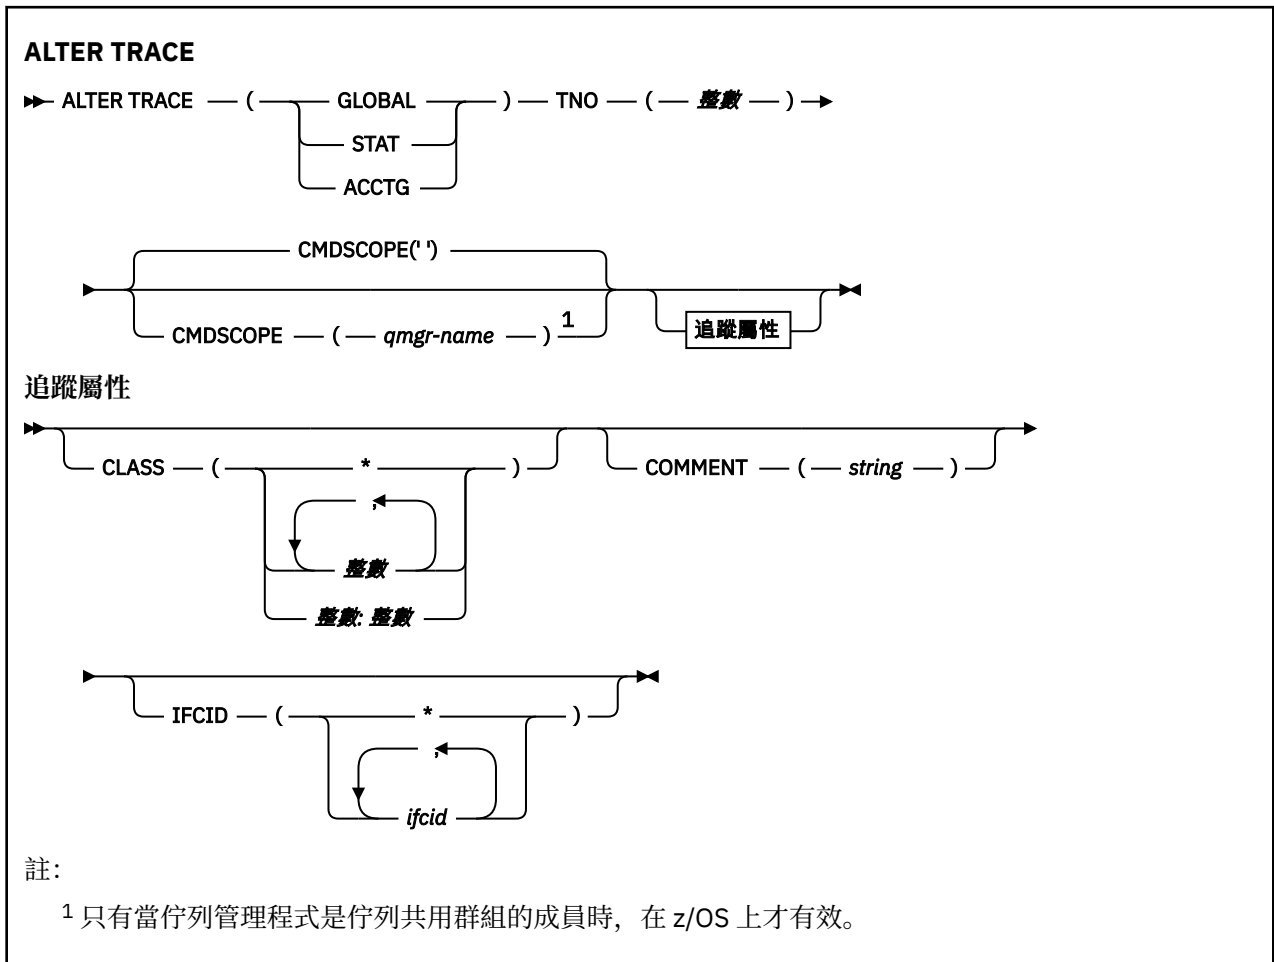 ALTER TRACE
ALTER TRACE ( GLOBAL ) TNO ( 整數 )
STAT
ACCTG
CMDSCOPE(' ')
CMDSCOPE ( qmgr-name ) 1
追蹤屬性
追蹤屬性
CLASS ( * ) COMMENT ( string )
,
整數
整數: 整數
IFCID ( * )
,
ifcid
註：
1 只有當佇列管理程式是佇列共用群組的成員時，在 z/OS 上才有效。